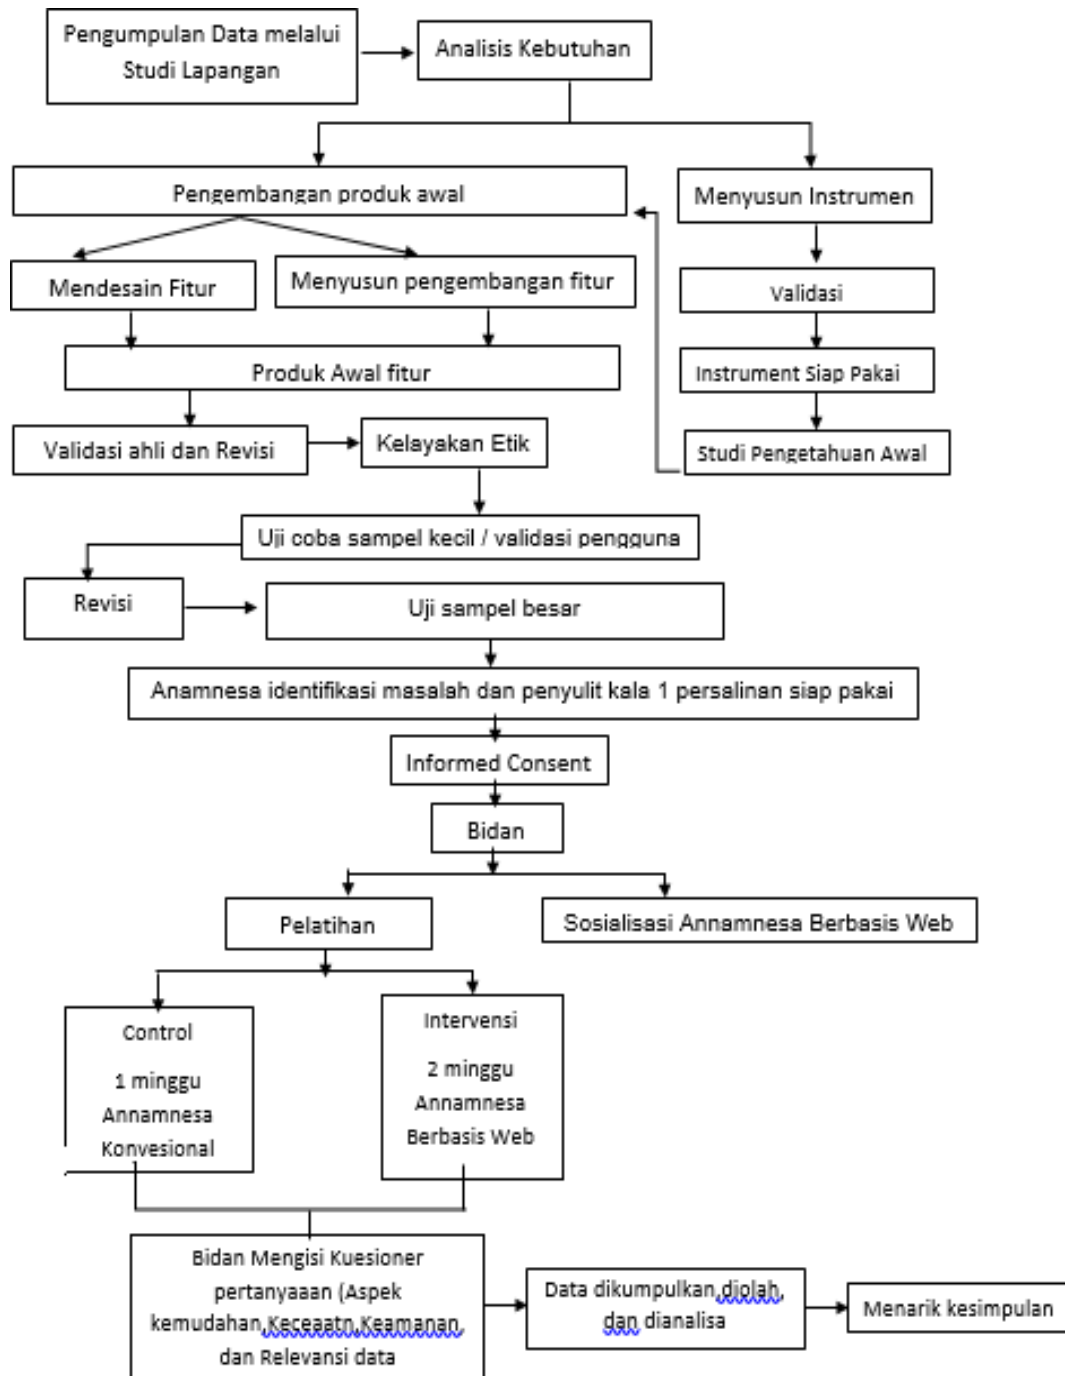 Pengumpulan Data melalui
Studi Lapangan
Analisis Kebutuhan
Pengembangan produk awal
Menyusun Instrumen
Mendesain Fitur
Menyusun pengembangan fitur
Validasi
Produk Awal fitur
Instrument Siap Pakai
Validasi ahli dan Revisi
Kelayakan Etik
Studi Pengetahuan Awal
Uji coba sampel kecil / validasi pengguna
Revisi
Uji sampel besar
Anamnesa identifikasi masalah dan penyulit kala 1 persalinan siap pakai
Informed Consent
Bidan
Pelatihan
Sosialisasi Annamnesa Berbasis Web
Control
1 minggu
Annamnesa
Konvesional
Intervensi
2 minggu
Annamnesa
Berbasis Web
Bidan Mengisi Kuesioner
pertanyaaan (Aspek
kemudahan,Keceaatn,Keamanan,
dan Relevansi data
Data dikumpulkan,diolah,
dan dianalisa
Menarik kesimpulan